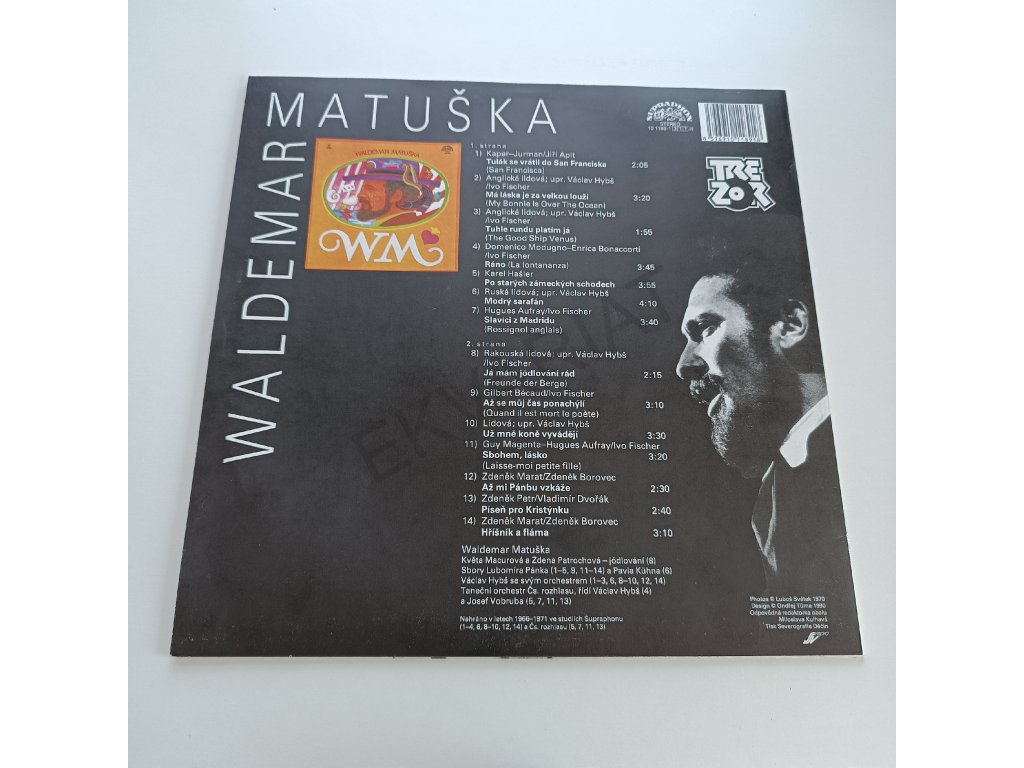 WALDEMAR
MATUŠKA
WALDEMAR MATUŠKA
WM
SUPRAPHON
STEREO
TRE
ZOR
1. strana
1) Kaper–Jurman/Jiří Aplt
Tulák se vrátil do San Franciska 2:05
(San Francisco)
2) Anglická lidová; upr. Václav Hybš
/Ivo Fischer
Má láska je za velkou louží 3:20
(My Bonnie Is Over The Ocean)
3) Anglická lidová; upr. Václav Hybš
/Ivo Fischer
Tuhle rundu platím já 1:55
(The Good Ship Venus)
4) Domenico Modugno–Enrica Bonaccorti
/Ivo Fischer
Ráno (La lontananza) 3:45
5) Karel Hašler
Po starých zámeckých schodech 3:55
6) Ruská lidová; upr. Václav Hybš
Modrý sarafán 4:10
7) Hugues Aufray/Ivo Fischer
Slavíci z Madridu 3:40
(Rossignol anglais)
2. strana
8) Rakouská lidová; upr. Václav Hybš
/Ivo Fischer
Já mám jódlování rád 2:15
(Freunde der Berge)
9) Gilbert Bécaud/Ivo Fischer
Až se můj čas ponachýlí 3:10
(Quand il est mort le poète)
10) Lidová; upr. Václav Hybš
Už mně koně vyvádějí 3:30
11) Guy Magenta–Hugues Aufray/Ivo Fischer
Sbohem, lásko 3:20
(Laisse-moi petite fille)
12) Zdeněk Marat/Zdeněk Borovec
Až mi Pánbu vzkáže 2:30
13) Zdeněk Petr/Vladimír Dvořák
Píseň pro Kristýnku 2:40
14) Zdeněk Marat/Zdeněk Borovec
Hříšník a fláma 3:10
Waldemar Matuška
Květa Macurová a Zdena Patrochová – jódlování (8)
Sbory Lubomíra Pánka (1–5, 9, 11–14) a Pavla Kühna (6)
Václav Hybš se svým orchestrem (1–3, 6, 8–10, 12, 14)
Taneční orchestr Čs. rozhlasu, řídí Václav Hybš (4)
a Josef Vobruba (5, 7, 11, 13)
Nahráno v letech 1966–1971 ve studiích Supraphonu
(1–4, 6, 8–10, 12, 14) a Čs. rozhlasu (5, 7, 11, 13)
Photos © Luboš Svátek 1970
Design © Ondřej Tůma 1990
Odpovědná redaktorka obalu
Miloslava Kulhavá
Tisk Severografia Děčín